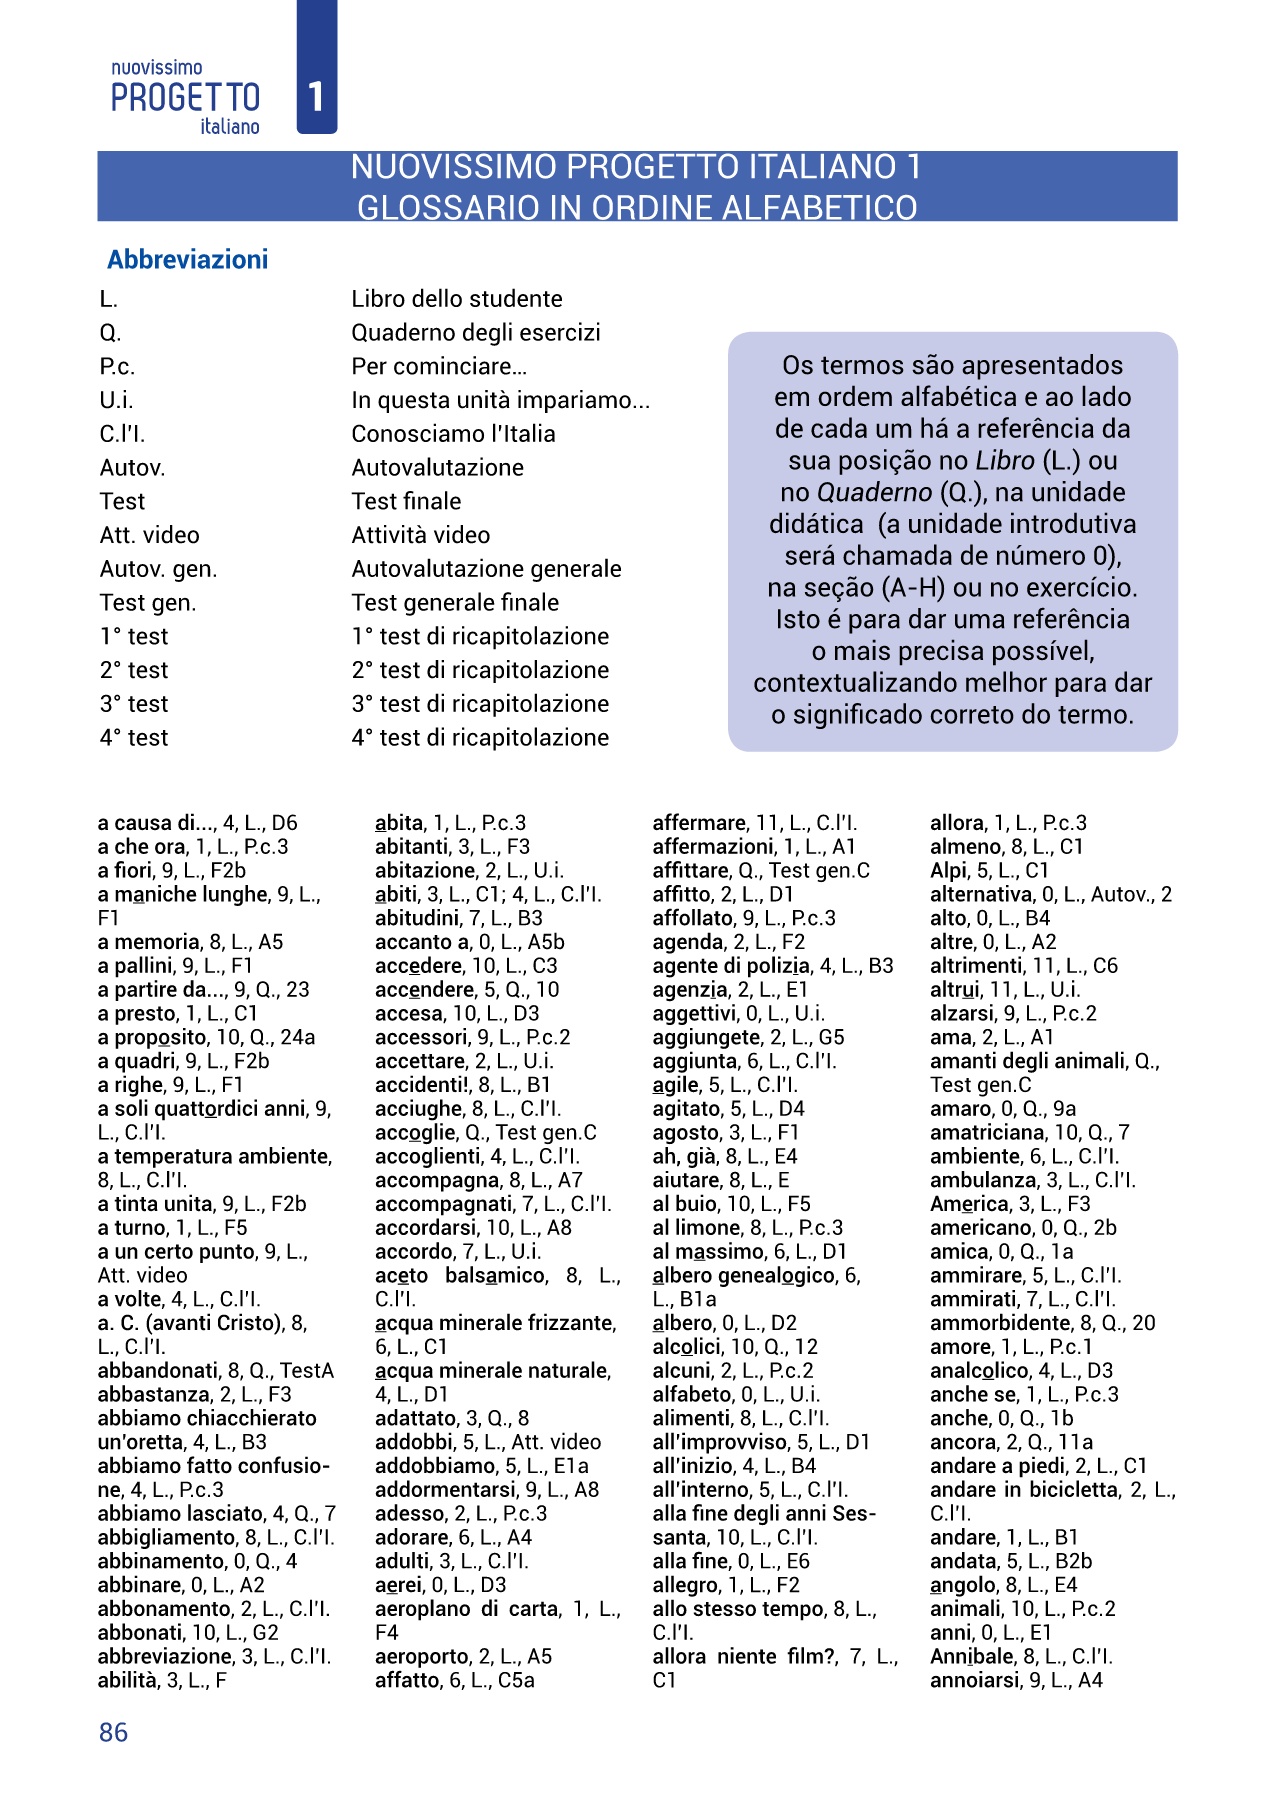 nuovissimo
PROGETTO
italiano
1
NUOVISSIMO PROGETTO ITALIANO 1
GLOSSARIO IN ORDINE ALFABETICO
Abbreviazioni
L. Libro dello studente
Q. Quaderno degli esercizi
P.c. Per cominciare...
U.i. In questa unità impariamo...
C.l'I. Conosciamo l'Italia
Autov. Autovalutazione
Test Test finale
Att. video Attività video
Autov. gen. Autovalutazione generale
Test gen. Test generale finale
1° test 1° test di ricapitolazione
2° test 2° test di ricapitolazione
3° test 3° test di ricapitolazione
4° test 4° test di ricapitolazione
Os termos são apresentados
em ordem alfabética e ao lado
de cada um há a referência da
sua posição no Libro (L.) ou
no Quaderno (Q.), na unidade
didática (a unidade introdutiva
será chamada de número 0),
na seção (A-H) ou no exercício.
Isto é para dar uma referência
o mais precisa possível,
contextualizando melhor para dar
o significado correto do termo.
a causa di..., 4, L., D6
a che ora, 1, L., P.c.3
a fiori, 9, L., F2b
a maniche lunghe, 9, L.,
F1
a memoria, 8, L., A5
a pallini, 9, L., F1
a partire da..., 9, Q., 23
a presto, 1, L., C1
a proposito, 10, Q., 24a
a quadri, 9, L., F2b
a righe, 9, L., F1
a soli quattordici anni, 9,
L., C.l'I.
a temperatura ambiente,
8, L., C.l'I.
a tinta unita, 9, L., F2b
a turno, 1, L., F5
a un certo punto, 9, L.,
Att. video
a volte, 4, L., C.l'I.
a. C. (avanti Cristo), 8,
L., C.l'I.
abbandonati, 8, Q., TestA
abbastanza, 2, L., F3
abbiamo chiacchierato
un'oretta, 4, L., B3
abbiamo fatto confusio-
ne, 4, L., P.c.3
abbiamo lasciato, 4, Q., 7
abbigliamento, 8, L., C.l'I.
abbinamento, 0, Q., 4
abbinare, 0, L., A2
abbonamento, 2, L., C.l'I.
abbonati, 10, L., G2
abbreviazione, 3, L., C.l'I.
abilità, 3, L., F
abita, 1, L., P.c.3
abitanti, 3, L., F3
abitazione, 2, L., U.i.
abiti, 3, L., C1; 4, L., C.l'I.
abitudini, 7, L., B3
accanto a, 0, L., A5b
accedere, 10, L., C3
accendere, 5, Q., 10
accesa, 10, L., D3
accessori, 9, L., P.c.2
accettare, 2, L., U.i.
accidenti!, 8, L., B1
acciughe, 8, L., C.l'I.
accoglie, Q., Test gen.C
accoglienti, 4, L., C.l'I.
accompagna, 8, L., A7
accompagnati, 7, L., C.l'I.
accordarsi, 10, L., A8
accordo, 7, L., U.i.
aceto balsamico, 8, L.,
C.l'I.
acqua minerale frizzante,
6, L., C1
acqua minerale naturale,
4, L., D1
adattato, 3, Q., 8
addobbi, 5, L., Att. video
addobbiamo, 5, L., E1a
addormentarsi, 9, L., A8
adesso, 2, L., P.c.3
adorare, 6, L., A4
adulti, 3, L., C.l'I.
aerei, 0, L., D3
aeroplano di carta, 1, L.,
F4
aeroporto, 2, L., A5
affatto, 6, L., C5a
affermare, 11, L., C.l'I.
affermazioni, 1, L., A1
affittare, Q., Test gen.C
affitto, 2, L., D1
affollato, 9, L., P.c.3
agenda, 2, L., F2
agente di polizia, 4, L., B3
agenzia, 2, L., E1
aggettivi, 0, L., U.i.
aggiungete, 2, L., G5
aggiunta, 6, L., C.l'I.
agile, 5, L., C.l'I.
agitato, 5, L., D4
agosto, 3, L., F1
ah, già, 8, L., E4
aiutare, 8, L., E
al buio, 10, L., F5
al limone, 8, L., P.c.3
al massimo, 6, L., D1
albero genealogico, 6,
L., B1a
albero, 0, L., D2
alcolici, 10, Q., 12
alcuni, 2, L., P.c.2
alfabeto, 0, L., U.i.
alimenti, 8, L., C.l'I.
all'improvviso, 5, L., D1
all'inizio, 4, L., B4
all'interno, 5, L., C.l'I.
alla fine degli anni Ses-
santa, 10, L., C.l'I.
alla fine, 0, L., E6
allegro, 1, L., F2
allo stesso tempo, 8, L.,
C.l'I.
allora niente film?, 7, L.,
C1
allora, 1, L., P.c.3
almeno, 8, L., C1
Alpi, 5, L., C1
alternativa, 0, L., Autov., 2
alto, 0, L., B4
altre, 0, L., A2
altrimenti, 11, L., C6
altrui, 11, L., U.i.
alzarsi, 9, L., P.c.2
ama, 2, L., A1
amanti degli animali, Q.,
Test gen.C
amaro, 0, Q., 9a
amatriciana, 10, Q., 7
ambiente, 6, L., C.l'I.
ambulanza, 3, L., C.l'I.
America, 3, L., F3
americano, 0, Q., 2b
amica, 0, Q., 1a
ammirare, 5, L., C.l'I.
ammirati, 7, L., C.l'I.
ammorbidente, 8, Q., 20
amore, 1, L., P.c.1
analcolico, 4, L., D3
anche se, 1, L., P.c.3
anche, 0, Q., 1b
ancora, 2, Q., 11a
andare a piedi, 2, L., C1
andare in bicicletta, 2, L.,
C.l'I.
andare, 1, L., B1
andata, 5, L., B2b
angolo, 8, L., E4
animali, 10, L., P.c.2
anni, 0, L., E1
Annibale, 8, L., C.l'I.
annoiarsi, 9, L., A4
86